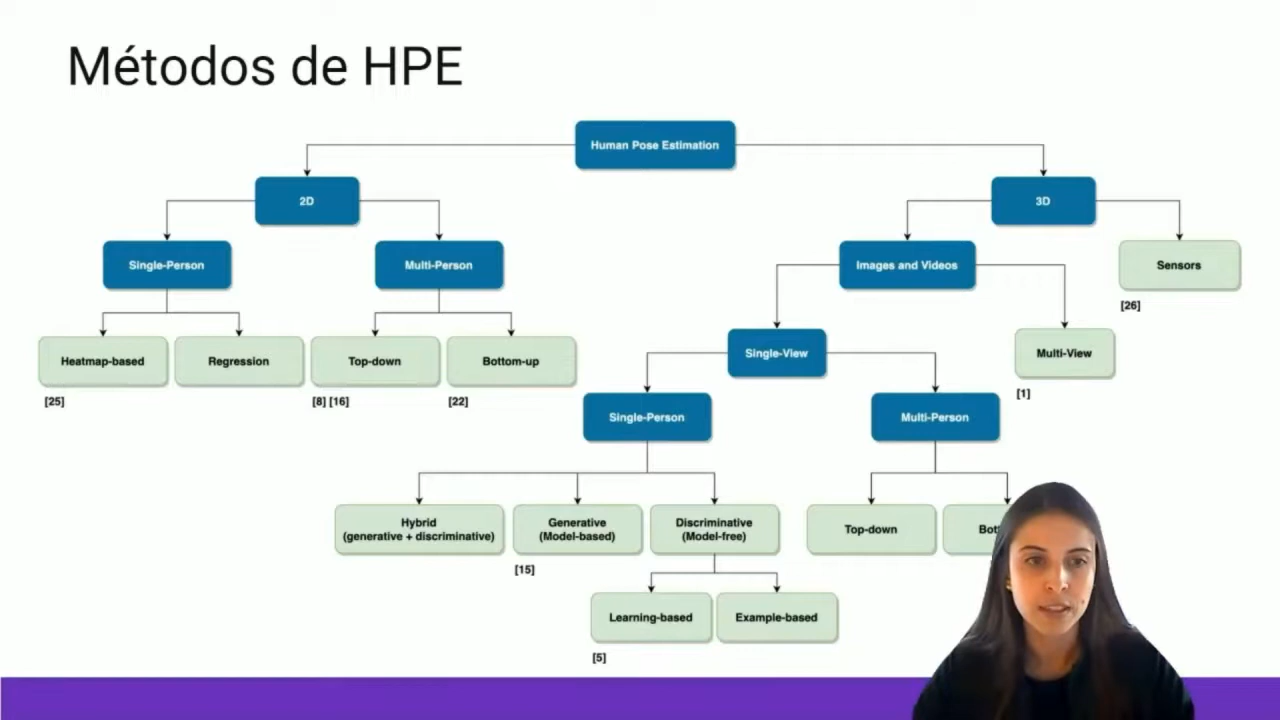 Métodos de HPE
Human Pose Estimation
2D
3D
Single-Person
Multi-Person
Images and Videos
Sensors
[26]
Heatmap-based
Regression
Top-down
Bottom-up
Single-View
Multi-View
[25]
[8] [16]
[22]
[1]
Single-Person
Multi-Person
Hybrid
(generative + discriminative)
Generative
(Model-based)
Discriminative
(Model-free)
Top-down
[15]
Learning-based
Example-based
[5]